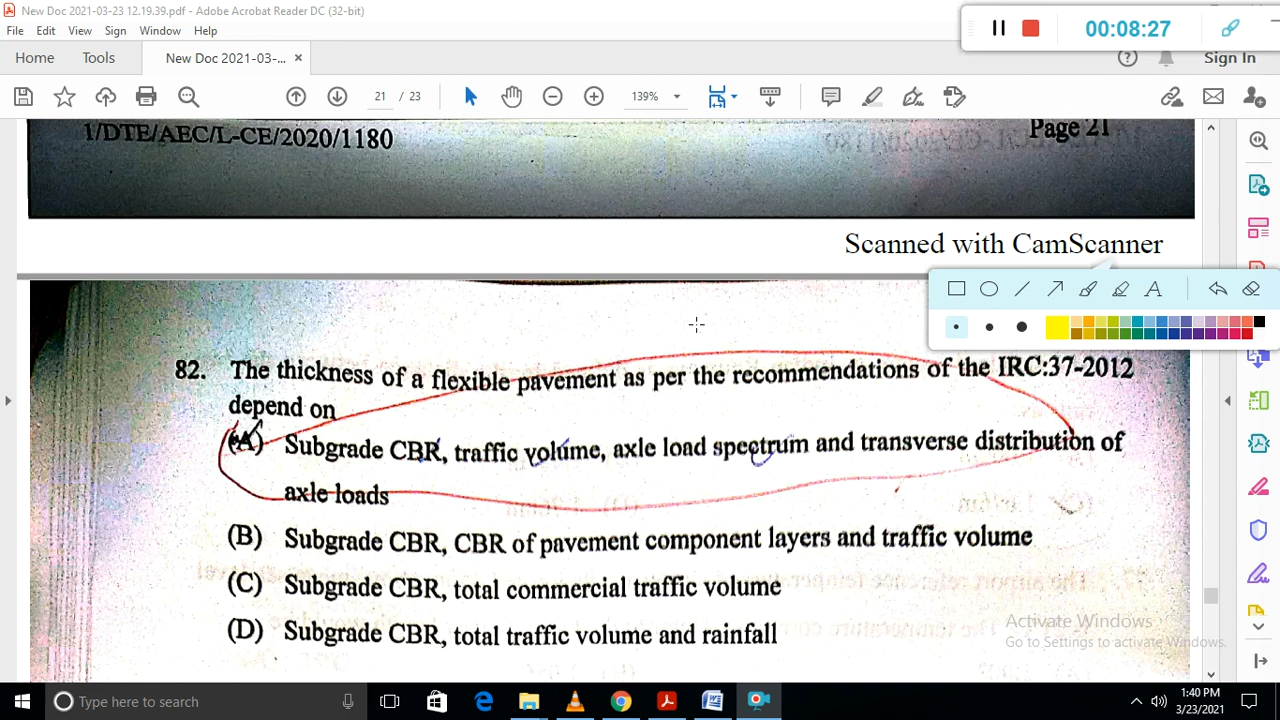 New Doc 2021-03-23 12.19.39.pdf - Adobe Acrobat Reader DC (32-bit)
File Edit View Sign Window Help
00:08:27
Home Tools New Doc 2021-03-... × Sign In
21 / 23 139%
1/DTE/AEC/L-CE/2020/1180 Page 21
Scanned with CamScanner
82. The thickness of a flexible pavement as per the recommendations of the IRC:37-2012
depend on
(A) Subgrade CBR, traffic volume, axle load spectrum and transverse distribution of
axle loads
(B) Subgrade CBR, CBR of pavement component layers and traffic volume
(C) Subgrade CBR, total commercial traffic volume
(D) Subgrade CBR, total traffic volume and rainfall
Activate Windows
Go to Settings to activate Windows.
Type here to search
1:40 PM
3/23/2021